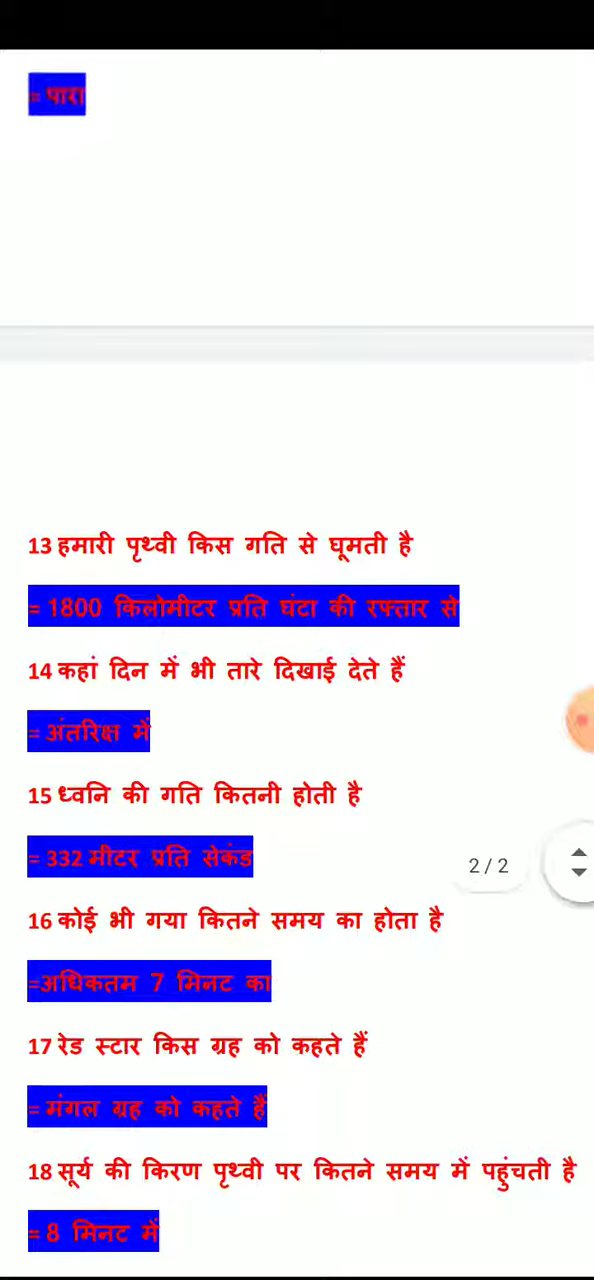 = पारा
13 हमारी पृथ्वी किस गति से घूमती है
= 1800 किलोमीटर प्रति घंटा की रफ्तार से
14 कहां दिन में भी तारे दिखाई देते हैं
= अंतरिक्ष में
15 ध्वनि की गति कितनी होती है
= 332 मीटर प्रति सेकंड
2 / 2
16 कोई भी गया कितने समय का होता है
=अधिकतम 7 मिनट का
17 रेड स्टार किस ग्रह को कहते हैं
= मंगल ग्रह को कहते हैं
18 सूर्य की किरण पृथ्वी पर कितने समय में पहुंचती है
= 8 मिनट में